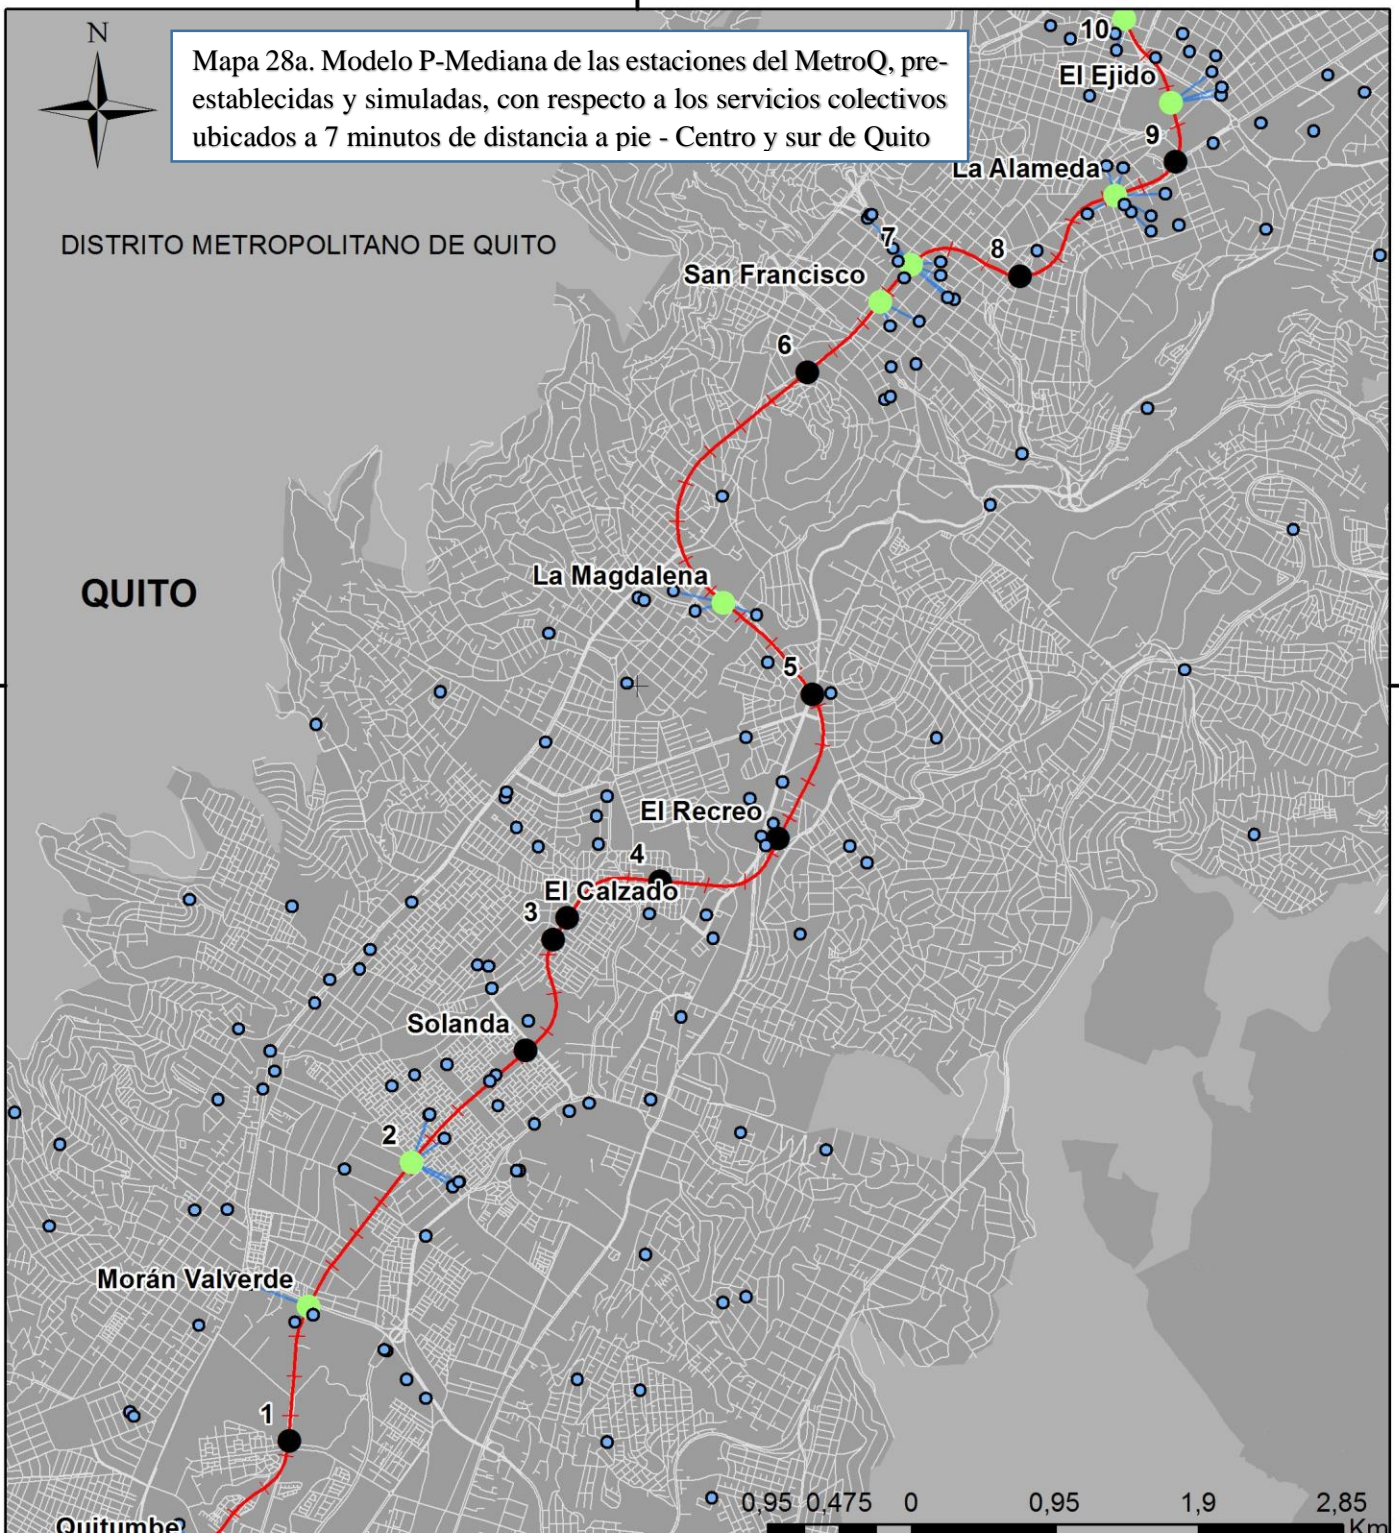 N
Mapa 28a. Modelo P-Mediana de las estaciones del MetroQ, pre-
establecidas y simuladas, con respecto a los servicios colectivos
ubicados a 7 minutos de distancia a pie - Centro y sur de Quito
10
El Ejido
9
La Alameda
DISTRITO METROPOLITANO DE QUITO
7
8
San Francisco
6
La Magdalena
QUITO
5
El Recreo
4
El Calzado
3
Solanda
2
Morán Valverde
1
0,95 0,475 0 0,95 1,9 2,85
Km
Quitumbe